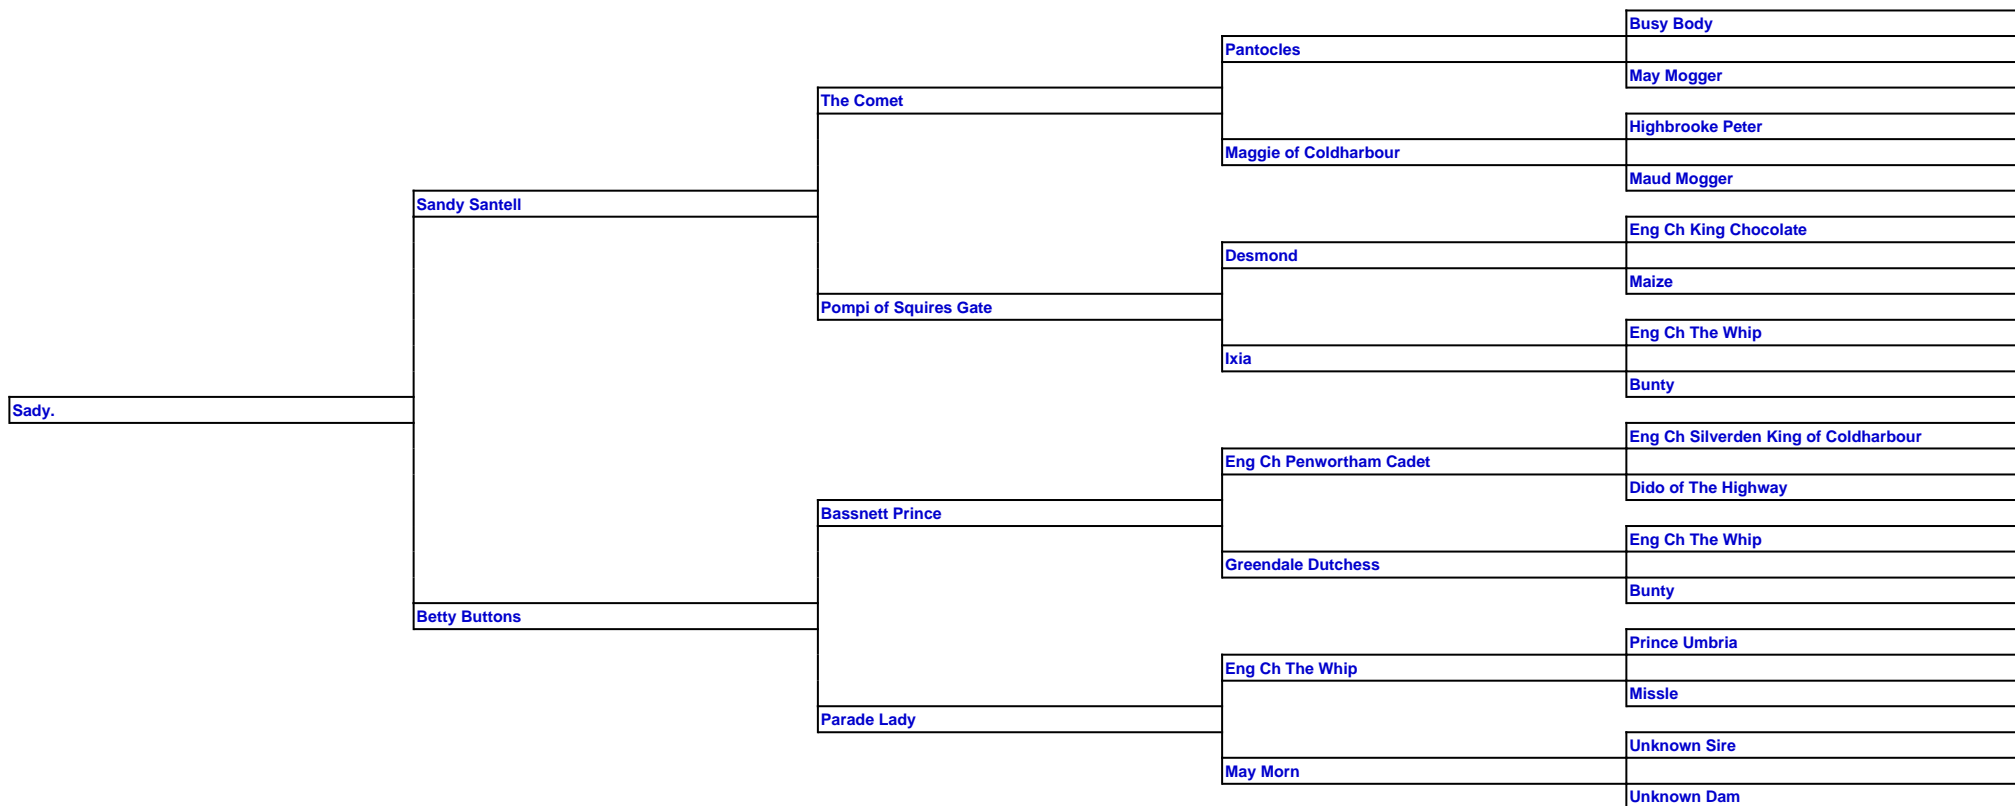 Busy Body
Pantocles
May Mogger
The Comet
Highbrooke Peter
Maggie of Coldharbour
Maud Mogger
Sandy Santell
Eng Ch King Chocolate
Desmond
Maize
Pompi of Squires Gate
Eng Ch The Whip
Ixia
Bunty
Sady.
Eng Ch Silverden King of Coldharbour
Eng Ch Penwortham Cadet
Dido of The Highway
Bassnett Prince
Eng Ch The Whip
Greendale Dutchess
Bunty
Betty Buttons
Prince Umbria
Eng Ch The Whip
Missle
Parade Lady
Unknown Sire
May Morn
Unknown Dam